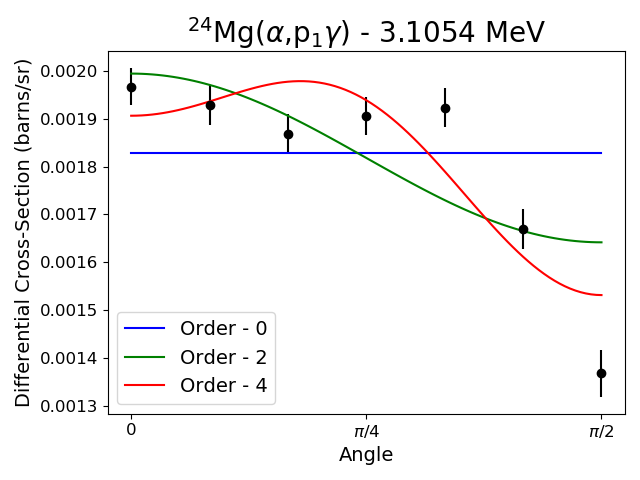 ²⁴Mg(α,p₁γ) - 3.1054 MeV
Differential Cross-Section (barns/sr)
0.0020
0.0019
0.0018
0.0017
0.0016
0.0015
0.0014
0.0013
Order - 0
Order - 2
Order - 4
0
π/4
π/2
Angle